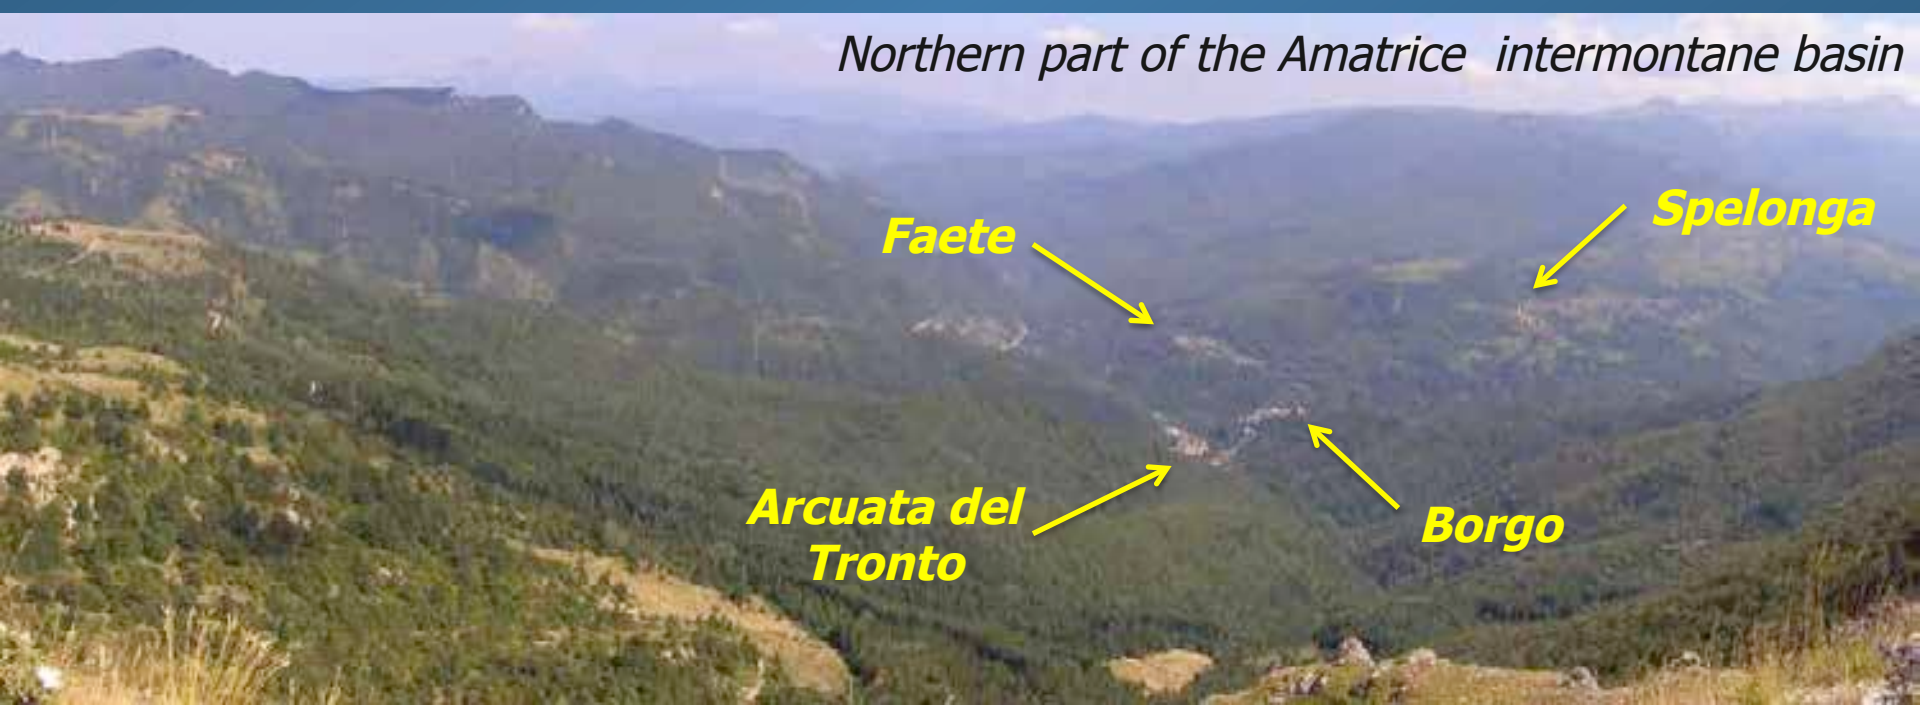 Northern part of the Amatrice intermontane basin
Spelonga
Faete
Arcuata del
Tronto
Borgo